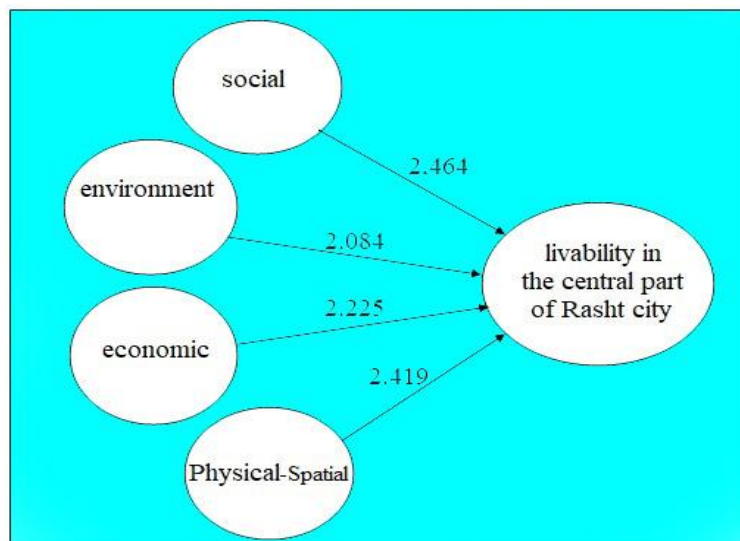 social
2.464
environment
2.084
livability in
the central part
of Rasht city
2.225
economic
2.419
Physical-Spatial